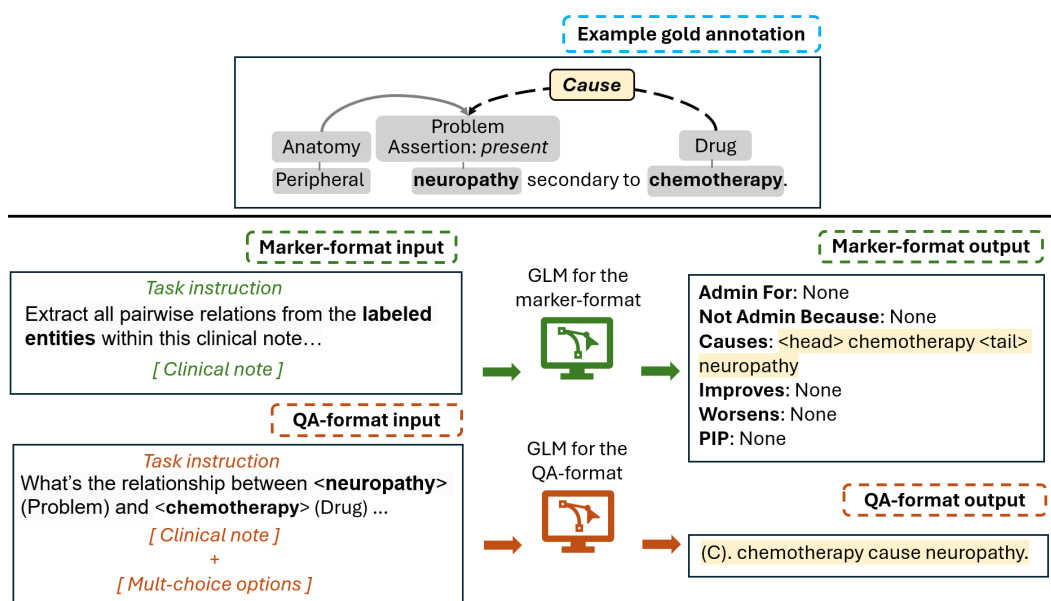 Example gold annotation
Cause
Problem
Assertion: present
Anatomy
Drug
Peripheral
neuropathy secondary to chemotherapy.
Marker-format input
Task instruction
Extract all pairwise relations from the labeled
entities within this clinical note…
[ Clinical note ]
GLM for the
marker-format
Marker-format output
Admin For: None
Not Admin Because: None
Causes: <head> chemotherapy <tail>
neuropathy
Improves: None
Worsens: None
PIP: None
QA-format input
Task instruction
What's the relationship between <neuropathy>
(Problem) and <chemotherapy> (Drug) ...
[ Clinical note ]
+
[ Mult-choice options ]
GLM for the
QA-format
QA-format output
(C). chemotherapy cause neuropathy.